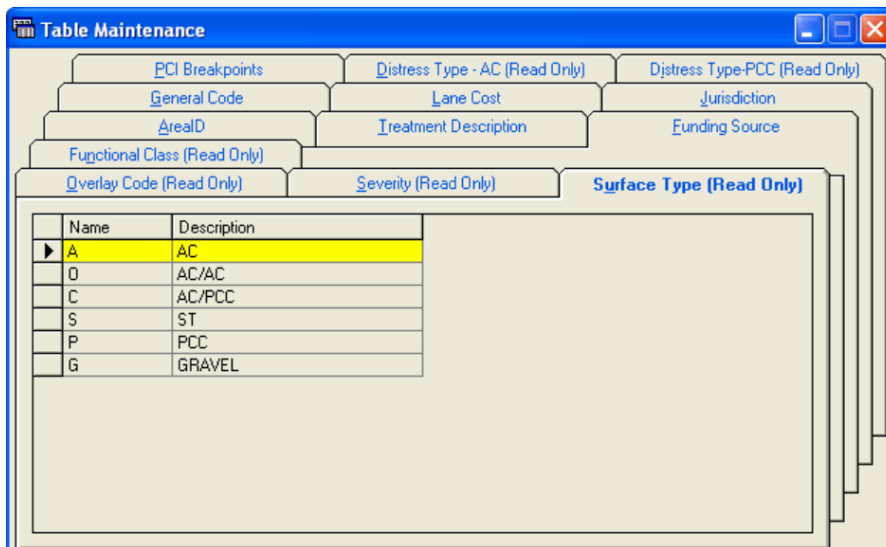 Table Maintenance
PCI Breakpoints Distress Type - AC (Read Only) Distress Type-PCC (Read Only)
General Code Lane Cost Jurisdiction
AreaID Treatment Description Funding Source
Functional Class (Read Only)
Overlay Code (Read Only) Severity (Read Only) Surface Type (Read Only)
Name Description
A AC
O AC/AC
C AC/PCC
S ST
P PCC
G GRAVEL